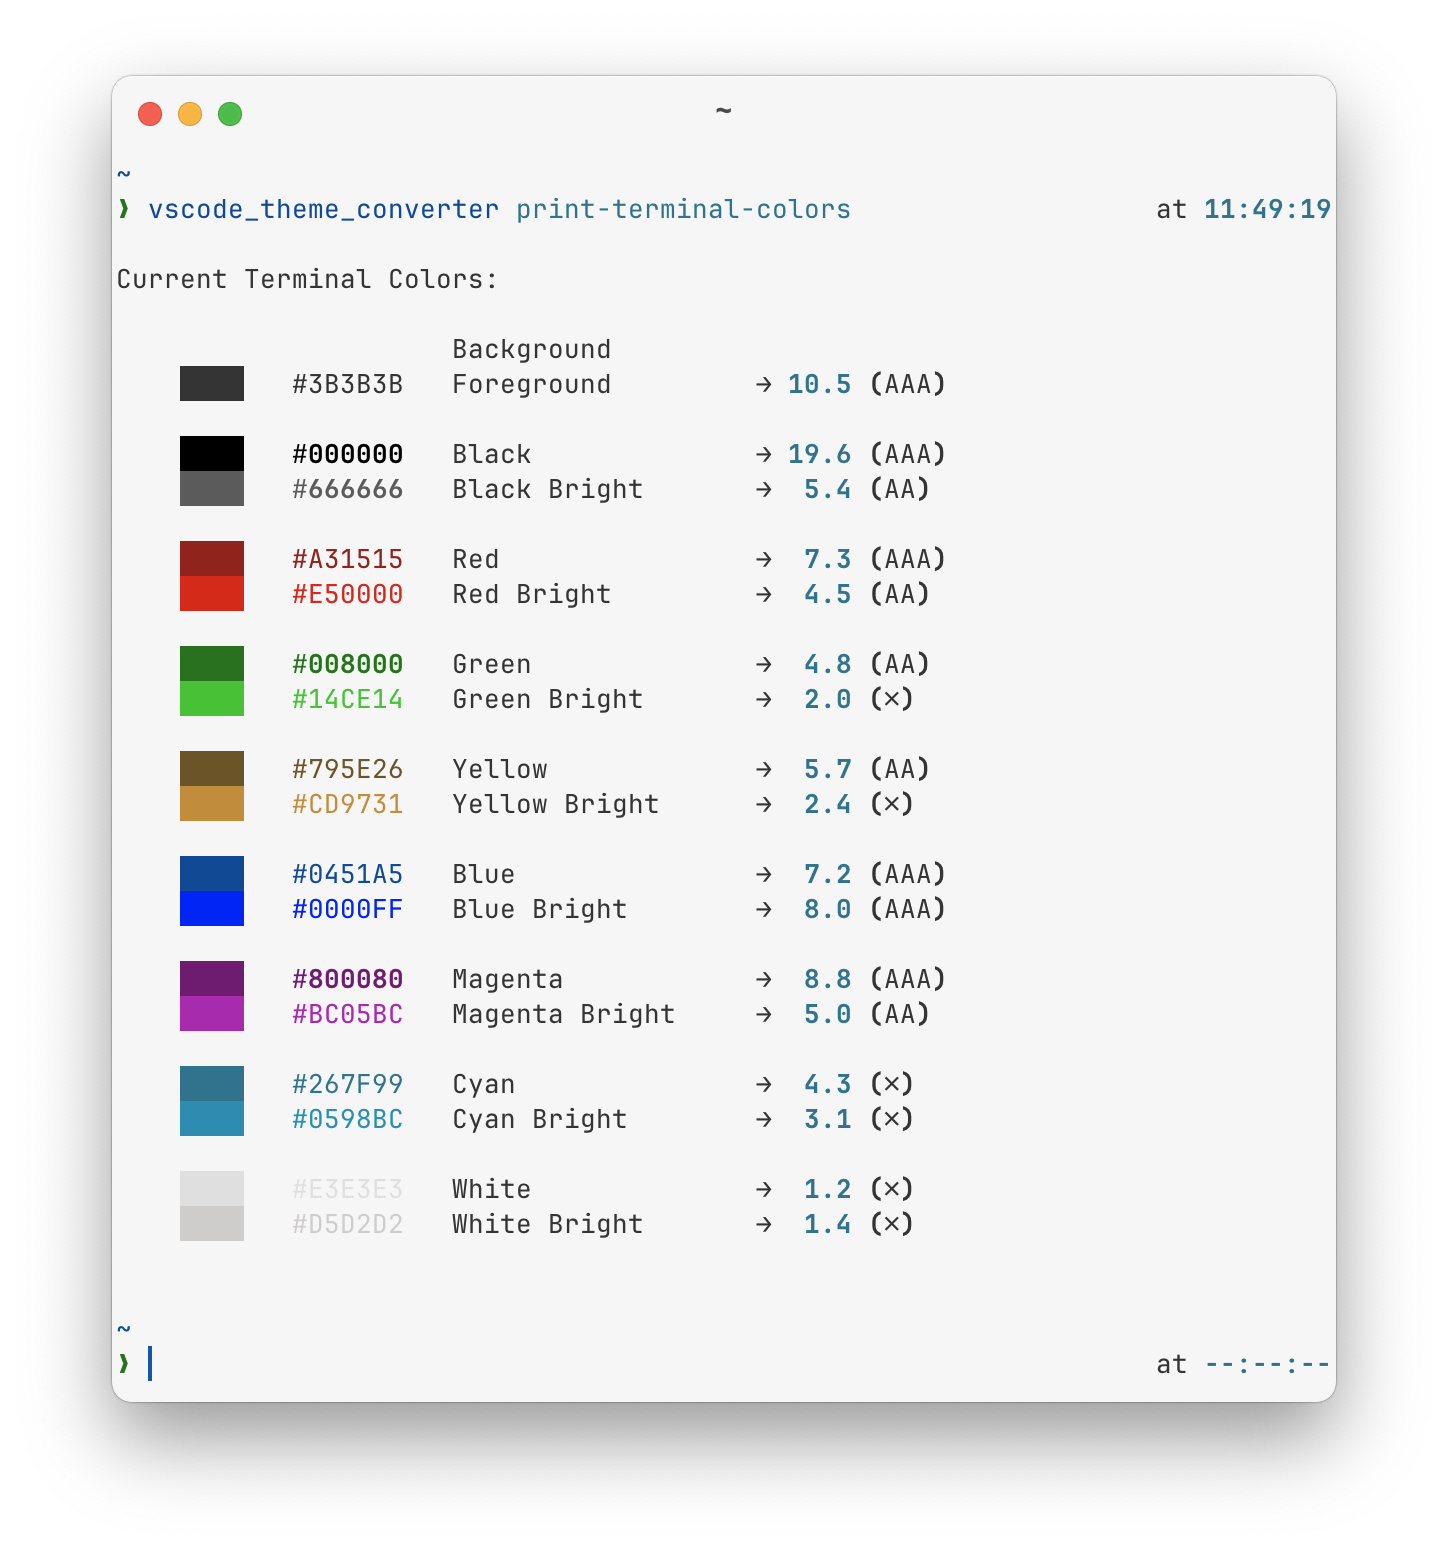 ~
~
❱ vscode_theme_converter print-terminal-colors at 11:49:19
Current Terminal Colors:
Background
#3B3B3B Foreground → 10.5 (AAA)
#000000 Black → 19.6 (AAA)
#666666 Black Bright → 5.4 (AA)
#A31515 Red → 7.3 (AAA)
#E50000 Red Bright → 4.5 (AA)
#008000 Green → 4.8 (AA)
#14CE14 Green Bright → 2.0 (×)
#795E26 Yellow → 5.7 (AA)
#CD9731 Yellow Bright → 2.4 (×)
#0451A5 Blue → 7.2 (AAA)
#0000FF Blue Bright → 8.0 (AAA)
#800080 Magenta → 8.8 (AAA)
#BC05BC Magenta Bright → 5.0 (AA)
#267F99 Cyan → 4.3 (×)
#0598BC Cyan Bright → 3.1 (×)
#E3E3E3 White → 1.2 (×)
#D5D2D2 White Bright → 1.4 (×)
~
❱ at --:--:--